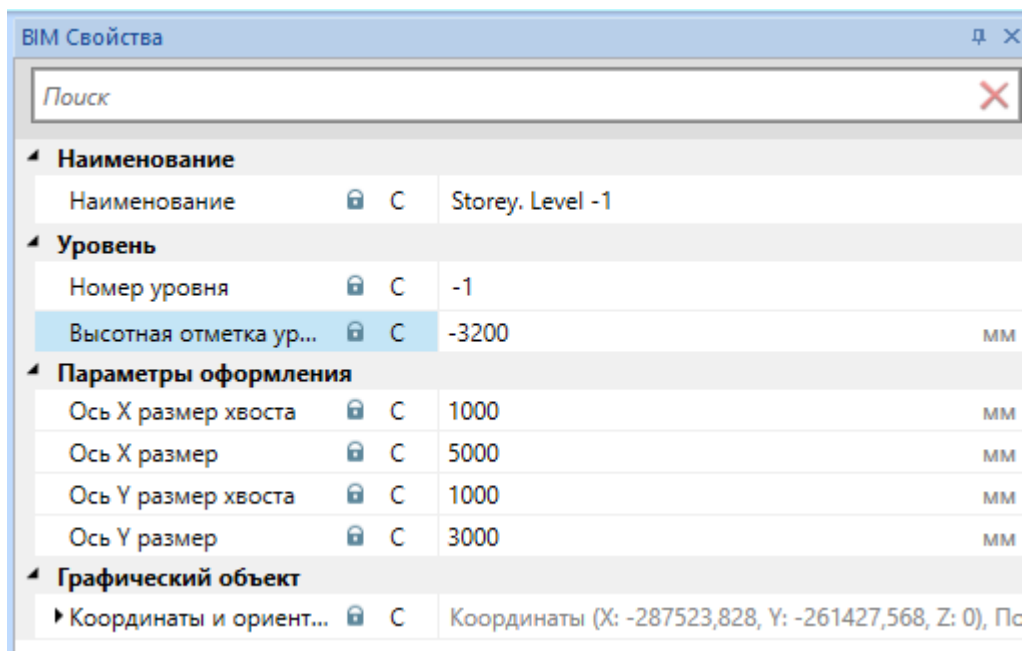 BIM Свойства
Поиск
Наименование
Наименование С Storey. Level -1
Уровень
Номер уровня С -1
Высотная отметка ур... С -3200 мм
Параметры оформления
Ось X размер хвоста С 1000 мм
Ось X размер С 5000 мм
Ось Y размер хвоста С 1000 мм
Ось Y размер С 3000 мм
Графический объект
Координаты и ориент... С Координаты (X: -287523,828, Y: -261427,568, Z: 0), По